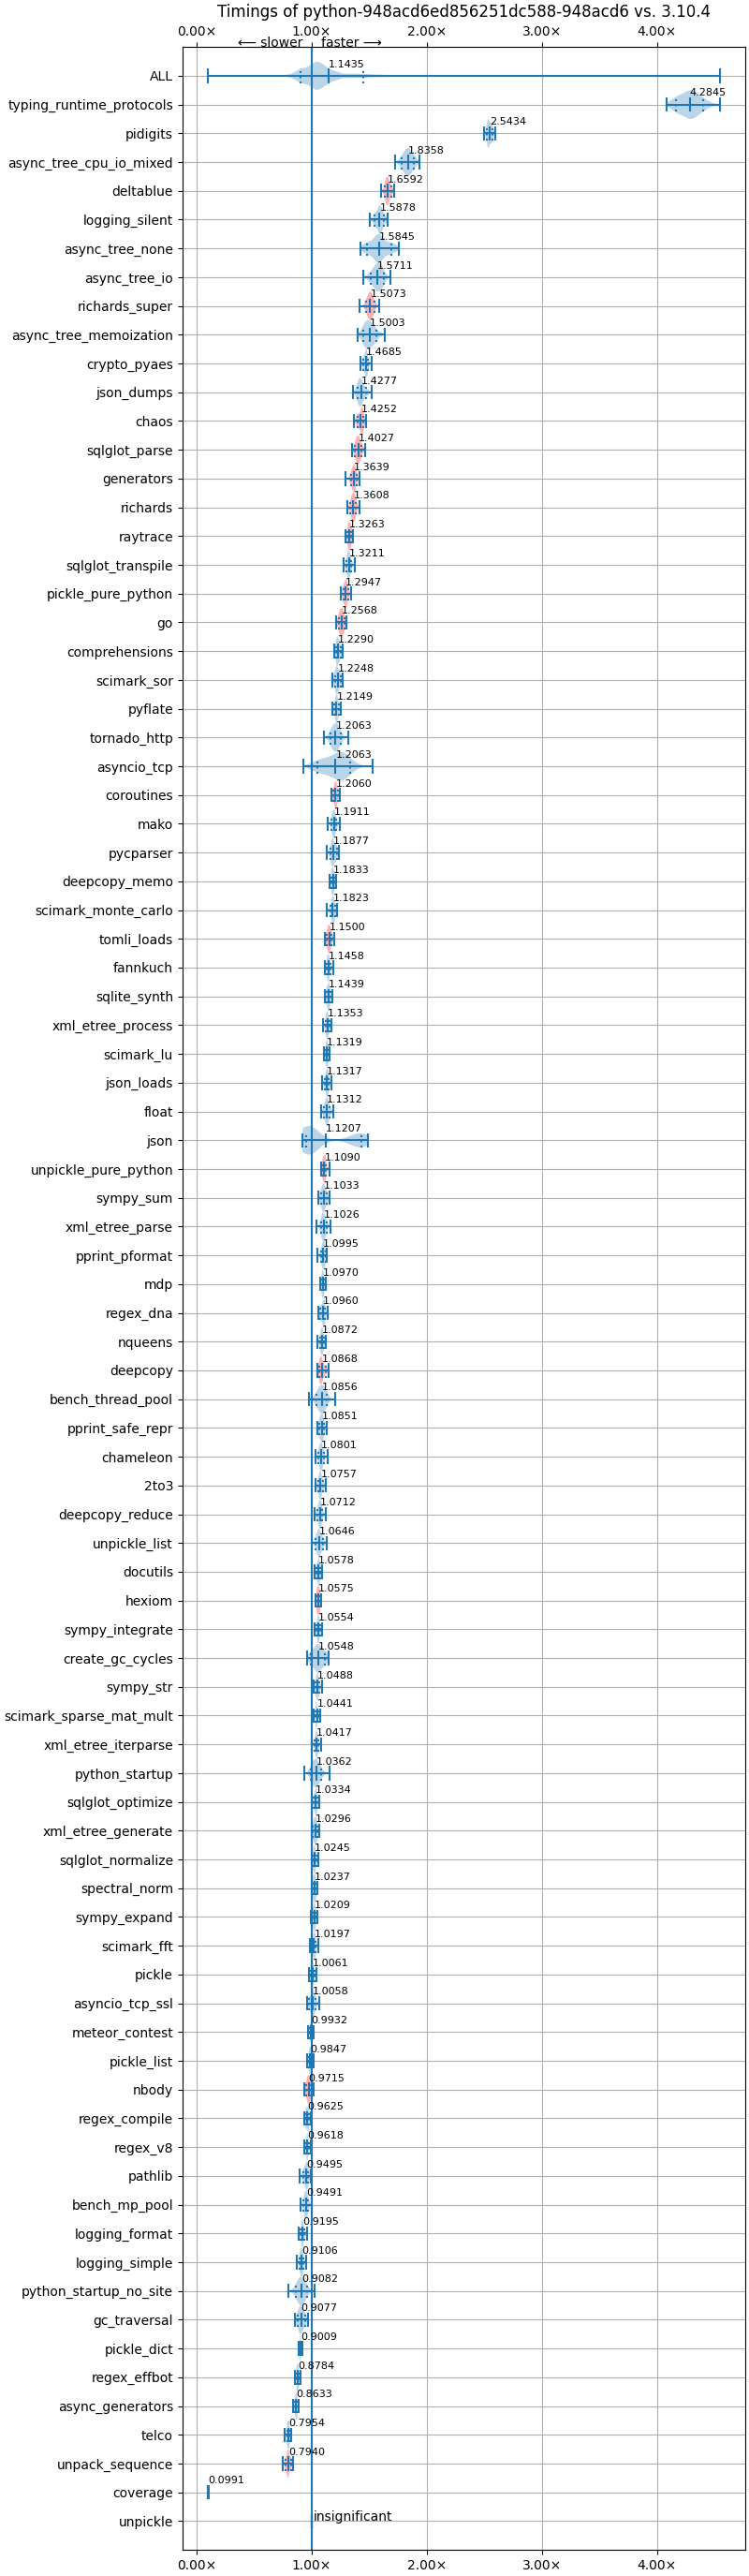 Timings of python-948acd6ed856251dc588-948acd6 vs. 3.10.4
0.00× 1.00× 2.00× 3.00× 4.00×
⟵ slower faster ⟶
ALL 1.1435
typing_runtime_protocols 4.2845
pidigits 2.5434
async_tree_cpu_io_mixed 1.8358
deltablue 1.6592
logging_silent 1.5878
async_tree_none 1.5845
async_tree_io 1.5711
richards_super 1.5073
async_tree_memoization 1.5003
crypto_pyaes 1.4685
json_dumps 1.4277
chaos 1.4252
sqlglot_parse 1.4027
generators 1.3639
richards 1.3608
raytrace 1.3263
sqlglot_transpile 1.3211
pickle_pure_python 1.2947
go 1.2568
comprehensions 1.2290
scimark_sor 1.2248
pyflate 1.2149
tornado_http 1.2063
asyncio_tcp 1.2063
coroutines 1.2060
mako 1.1911
pycparser 1.1877
deepcopy_memo 1.1833
scimark_monte_carlo 1.1823
tomli_loads 1.1500
fannkuch 1.1458
sqlite_synth 1.1439
xml_etree_process 1.1353
scimark_lu 1.1319
json_loads 1.1317
float 1.1312
json 1.1207
unpickle_pure_python 1.1090
sympy_sum 1.1033
xml_etree_parse 1.1026
pprint_pformat 1.0995
mdp 1.0970
regex_dna 1.0960
nqueens 1.0872
deepcopy 1.0868
bench_thread_pool 1.0856
pprint_safe_repr 1.0851
chameleon 1.0801
2to3 1.0757
deepcopy_reduce 1.0712
unpickle_list 1.0646
docutils 1.0578
hexiom 1.0575
sympy_integrate 1.0554
create_gc_cycles 1.0548
sympy_str 1.0488
scimark_sparse_mat_mult 1.0441
xml_etree_iterparse 1.0417
python_startup 1.0362
sqlglot_optimize 1.0334
xml_etree_generate 1.0296
sqlglot_normalize 1.0245
spectral_norm 1.0237
sympy_expand 1.0209
scimark_fft 1.0197
pickle 1.0061
asyncio_tcp_ssl 1.0058
meteor_contest 0.9932
pickle_list 0.9847
nbody 0.9715
regex_compile 0.9625
regex_v8 0.9618
pathlib 0.9495
bench_mp_pool 0.9491
logging_format 0.9195
logging_simple 0.9106
python_startup_no_site 0.9082
gc_traversal 0.9077
pickle_dict 0.9009
regex_effbot 0.8784
async_generators 0.8633
telco 0.7954
unpack_sequence 0.7940
coverage 0.0991
unpickle insignificant
0.00× 1.00× 2.00× 3.00× 4.00×